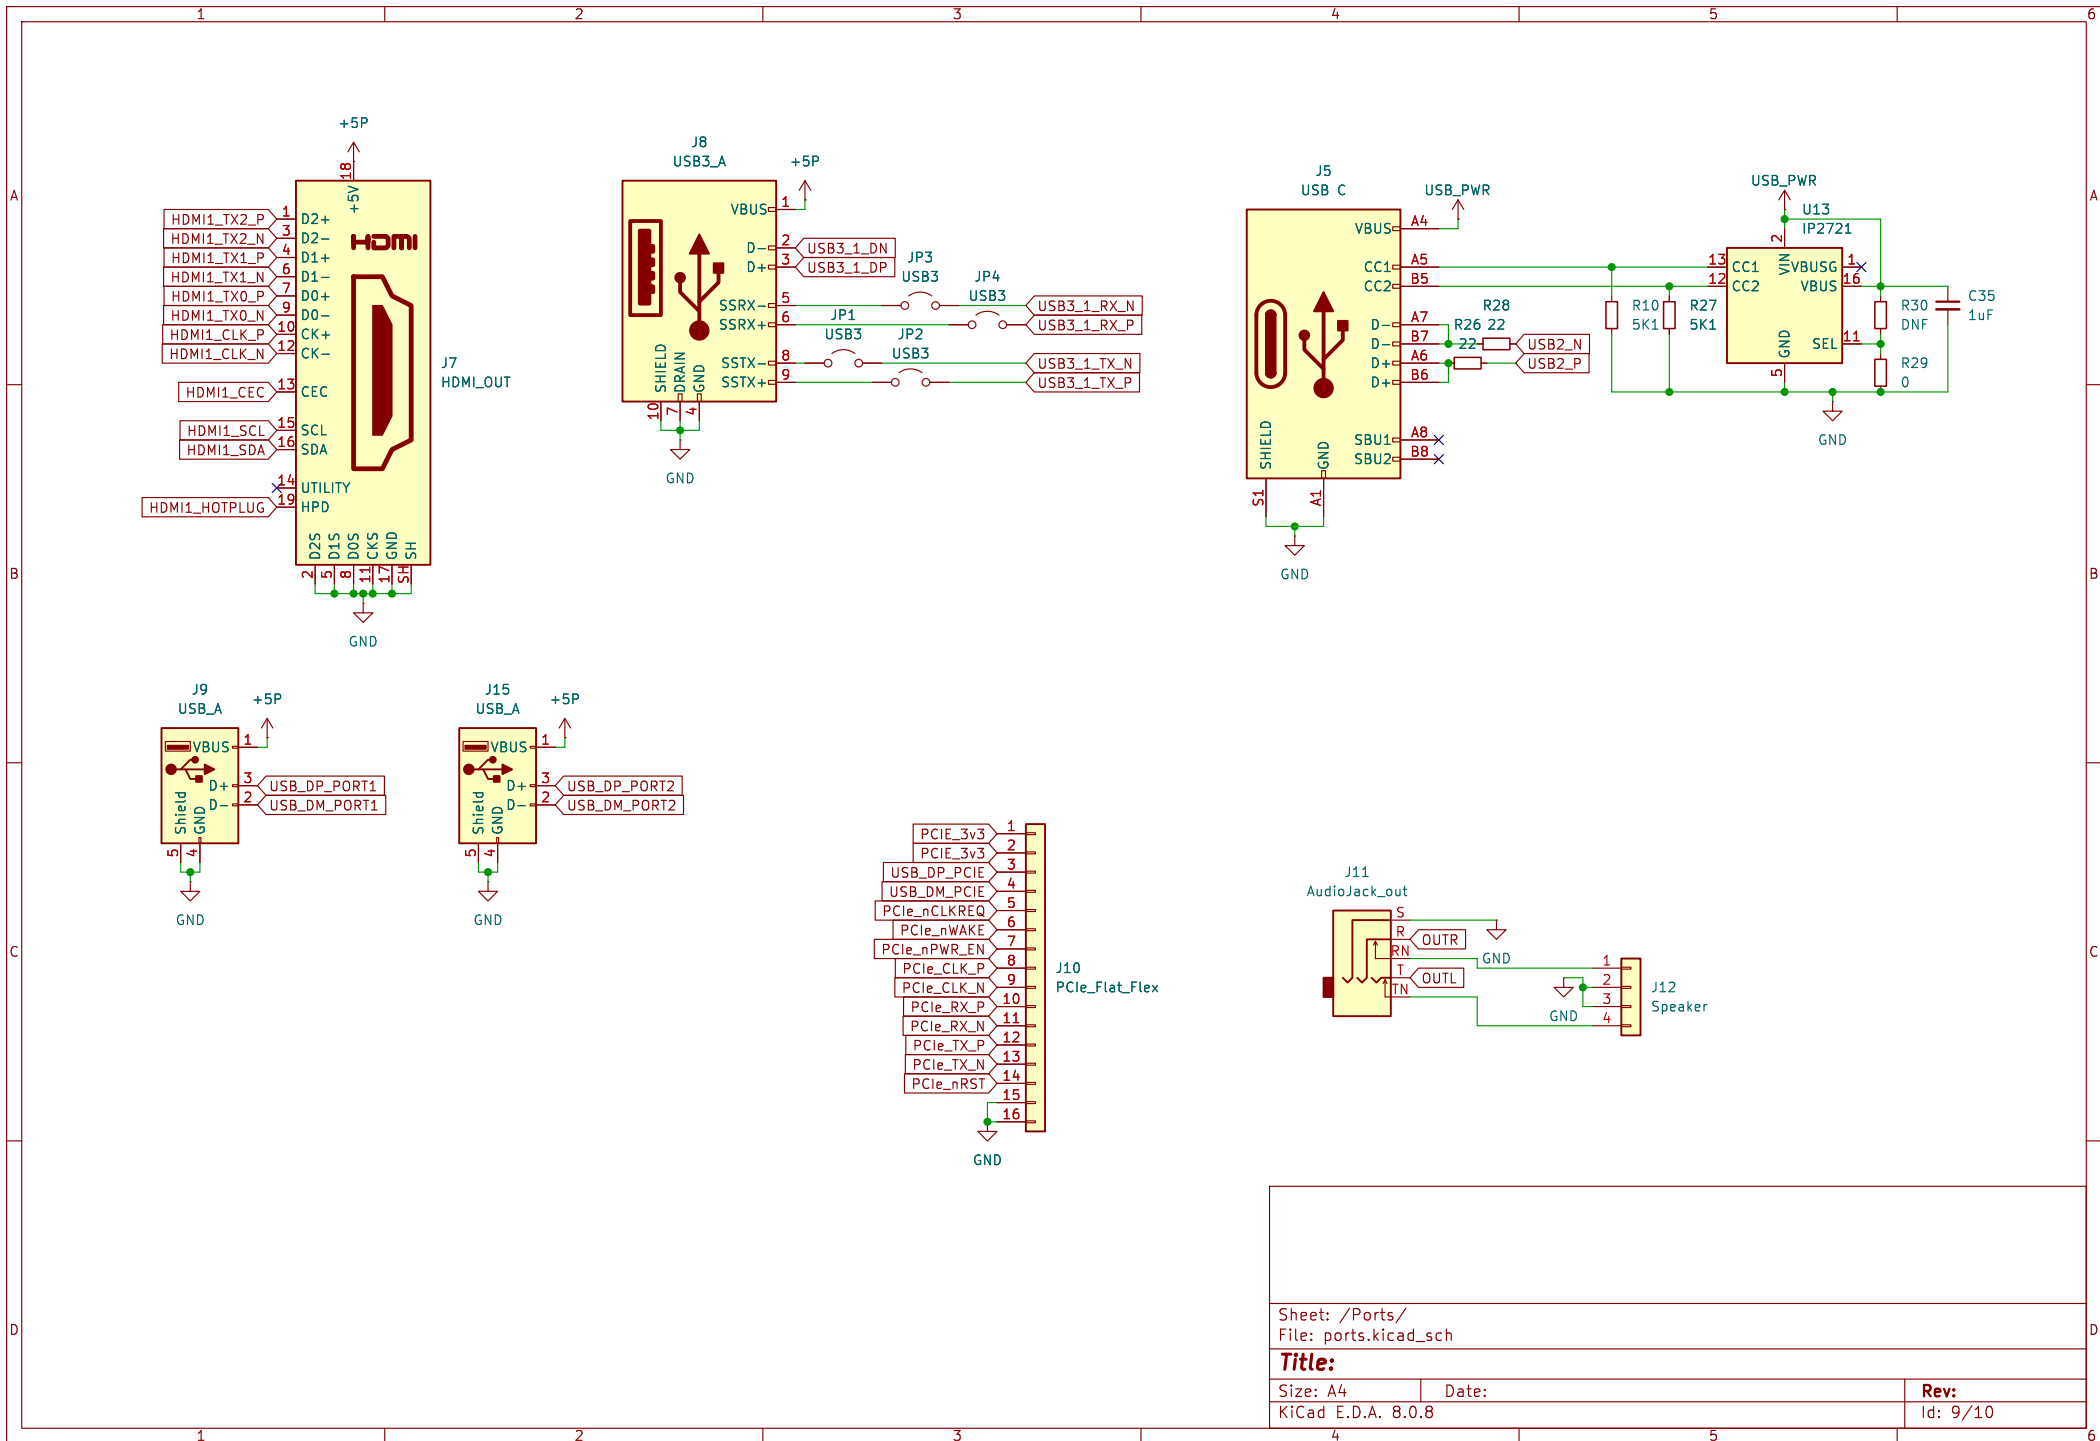 1 2 3 4 5 6
A
B
C
D
A
B
C
D
1 2 3 4 5 6
+5P
18
+5V
HDMI1_TX2_P 1 D2+
HDMI1_TX2_N 3 D2-
HDMI1_TX1_P 4 D1+
HDMI1_TX1_N 6 D1-
HDMI1_TX0_P 7 D0+
HDMI1_TX0_N 9 D0-
HDMI1_CLK_P 10 CK+
HDMI1_CLK_N 12 CK-
HDMI1_CEC 13 CEC
HDMI1_SCL 15 SCL
HDMI1_SDA 16 SDA
14 UTILITY
HDMI1_HOTPLUG 19 HPD
HDMI
J7
HDMI_OUT
D2S D1S D0S CKS GND SH
2 5 8 11 17 SH
GND
J8
USB3_A
+5P
VBUS 1
D- 2 USB3_1_DN
D+ 3 USB3_1_DP
SSRX- 5 USB3_1_RX_N
SSRX+ 6 USB3_1_RX_P
SSTX- 8 USB3_1_TX_N
SSTX+ 9 USB3_1_TX_P
JP3
USB3
JP4
USB3
JP1
USB3
JP2
USB3
SHIELD DRAIN GND
10 7 4
GND
J5
USB C
USB_PWR
VBUS A4
CC1 A5
CC2 B5
D- A7
D- B7
D+ A6
D+ B6
SBU1 A8
SBU2 B8
SHIELD GND
S1 A1
GND
R28
22
R26
22
USB2_N
USB2_P
R10
5K1
R27
5K1
USB_PWR
U13
IP2721
2
VIN
13 CC1
12 CC2
VBUSG 1
VBUS 16
SEL 11
GND
5
R30
DNF
R29
0
C35
1uF
GND
J9
USB_A
+5P
VBUS 1
D+ 3 USB_DP_PORT1
D- 2 USB_DM_PORT1
Shield GND
5 4
GND
J15
USB_A
+5P
VBUS 1
D+ 3 USB_DP_PORT2
D- 2 USB_DM_PORT2
Shield GND
5 4
GND
PCIE_3v3 1
PCIE_3v3 2
USB_DP_PCIE 3
USB_DM_PCIE 4
PCIe_nCLKREQ 5
PCIe_nWAKE 6
PCIe_nPWR_EN 7
PCIe_CLK_P 8
PCIe_CLK_N 9
PCIe_RX_P 10
PCIe_RX_N 11
PCIe_TX_P 12
PCIe_TX_N 13
PCIe_nRST 14
15
16
J10
PCIe_Flat_Flex
GND
J11
AudioJack_out
S
R OUTR
RN
T OUTL
TN
GND
GND
1
2
3
4
J12
Speaker
Sheet: /Ports/
File: ports.kicad_sch
Title:
Size: A4 Date: Rev:
KiCad E.D.A. 8.0.8 Id: 9/10